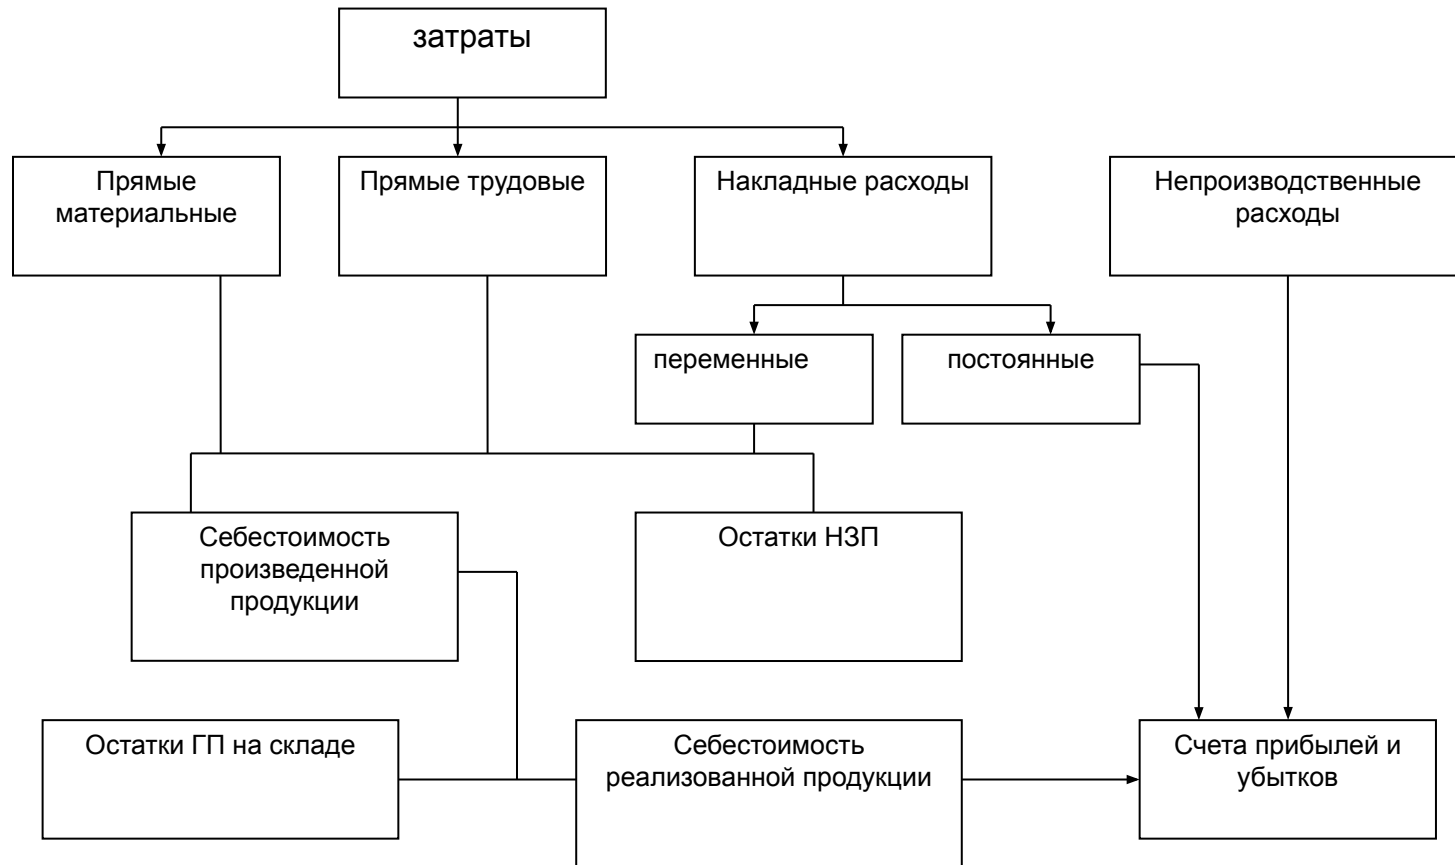 затраты
Прямые
материальные
Прямые трудовые
Накладные расходы
Непроизводственные
расходы
переменные
постоянные
Себестоимость
произведенной
продукции
Остатки НЗП
Остатки ГП на складе
Себестоимость
реализованной продукции
Счета прибылей и
убытков